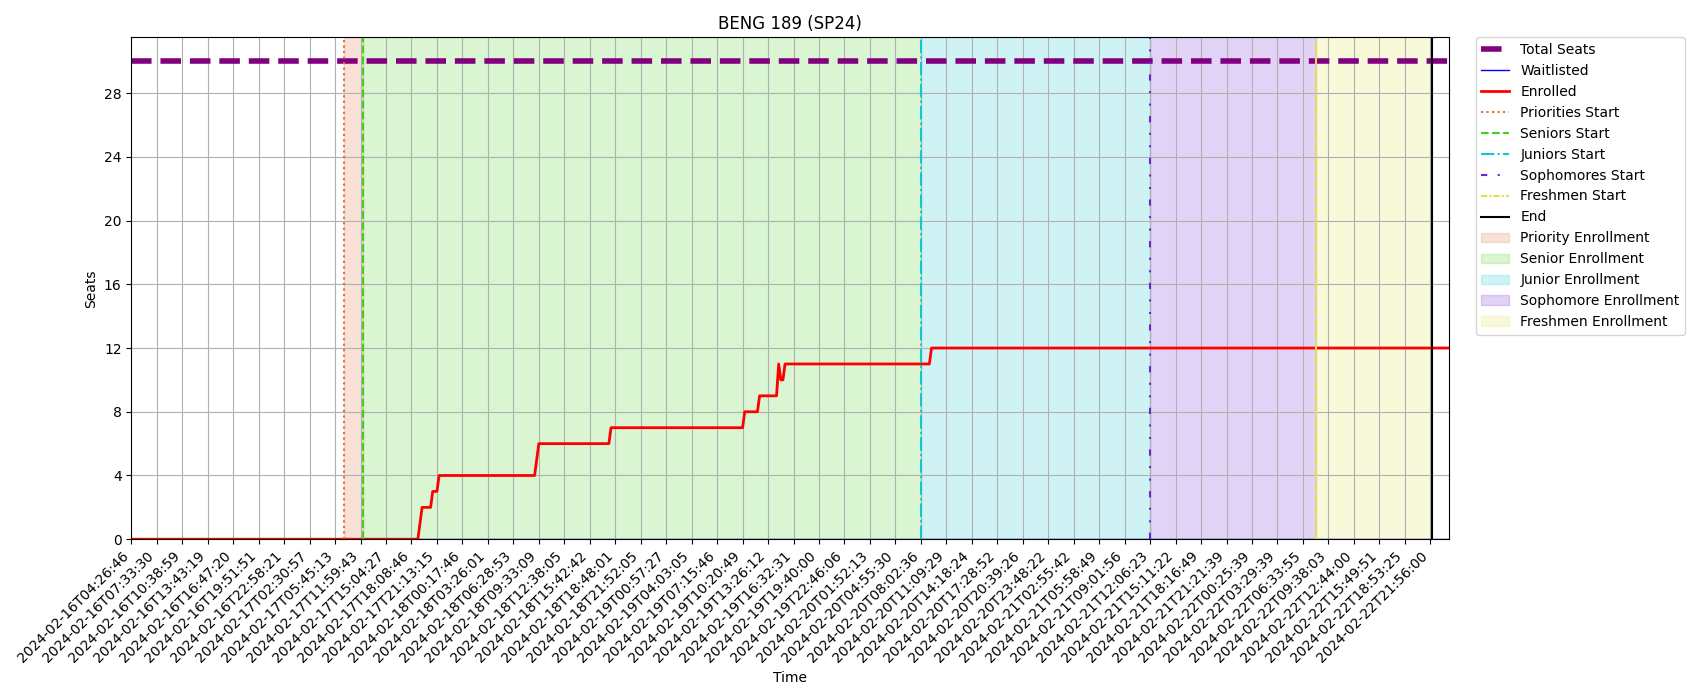 BENG 189 (SP24)
Total Seats
Waitlisted
Enrolled
Priorities Start
Seniors Start
Juniors Start
Sophomores Start
Freshmen Start
End
Priority Enrollment
Senior Enrollment
Junior Enrollment
Sophomore Enrollment
Freshmen Enrollment
Seats
28
24
20
16
12
8
4
0
2024-02-16T04:26:46
2024-02-16T07:33:30
2024-02-16T10:38:59
2024-02-16T13:43:19
2024-02-16T16:47:20
2024-02-16T19:51:51
2024-02-16T22:58:21
2024-02-17T02:30:57
2024-02-17T05:45:13
2024-02-17T11:59:43
2024-02-17T15:04:27
2024-02-17T18:08:46
2024-02-17T21:13:15
2024-02-18T00:17:46
2024-02-18T03:26:01
2024-02-18T06:28:53
2024-02-18T09:33:09
2024-02-18T12:38:05
2024-02-18T15:42:42
2024-02-18T18:48:01
2024-02-18T21:52:05
2024-02-19T00:57:27
2024-02-19T04:03:05
2024-02-19T07:15:46
2024-02-19T10:20:49
2024-02-19T13:26:12
2024-02-19T16:32:31
2024-02-19T19:40:00
2024-02-19T22:46:06
2024-02-20T01:52:13
2024-02-20T04:55:30
2024-02-20T08:02:36
2024-02-20T11:09:29
2024-02-20T14:18:24
2024-02-20T17:28:52
2024-02-20T20:39:26
2024-02-20T23:48:22
2024-02-21T02:55:42
2024-02-21T05:58:49
2024-02-21T09:01:56
2024-02-21T12:06:23
2024-02-21T15:11:22
2024-02-21T18:16:49
2024-02-21T21:21:39
2024-02-22T00:25:39
2024-02-22T03:29:39
2024-02-22T06:33:55
2024-02-22T09:38:03
2024-02-22T12:44:00
2024-02-22T15:49:51
2024-02-22T18:53:25
2024-02-22T21:56:00
Time